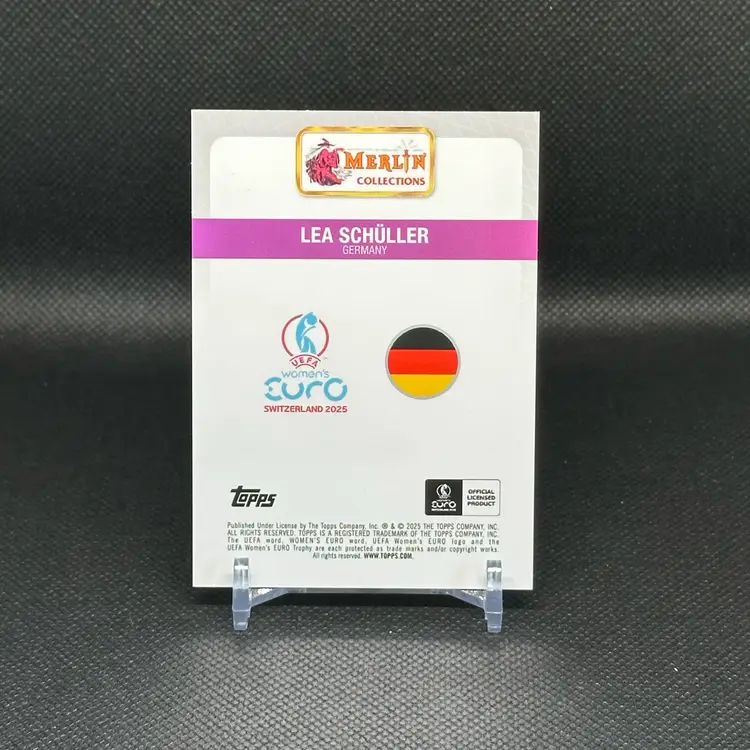 MERLIN
COLLECTIONS
LEA SCHÜLLER
GERMANY
UEFA
women's
EURO
SWITZERLAND 2025
topps
EURO
SWITZERLAND 2025
OFFICIAL
LICENSED
PRODUCT
Published Under License by The Topps Company, Inc. ® & © 2025 THE TOPPS COMPANY, INC.
ALL RIGHTS RESERVED. TOPPS IS A REGISTERED TRADEMARK OF THE TOPPS COMPANY, INC.
The UEFA word, WOMEN'S EURO word, UEFA Women's EURO logo and the
UEFA Women's EURO Trophy are each protected as trade marks and/or copyright works.
All rights reserved. WWW.TOPPS.COM.